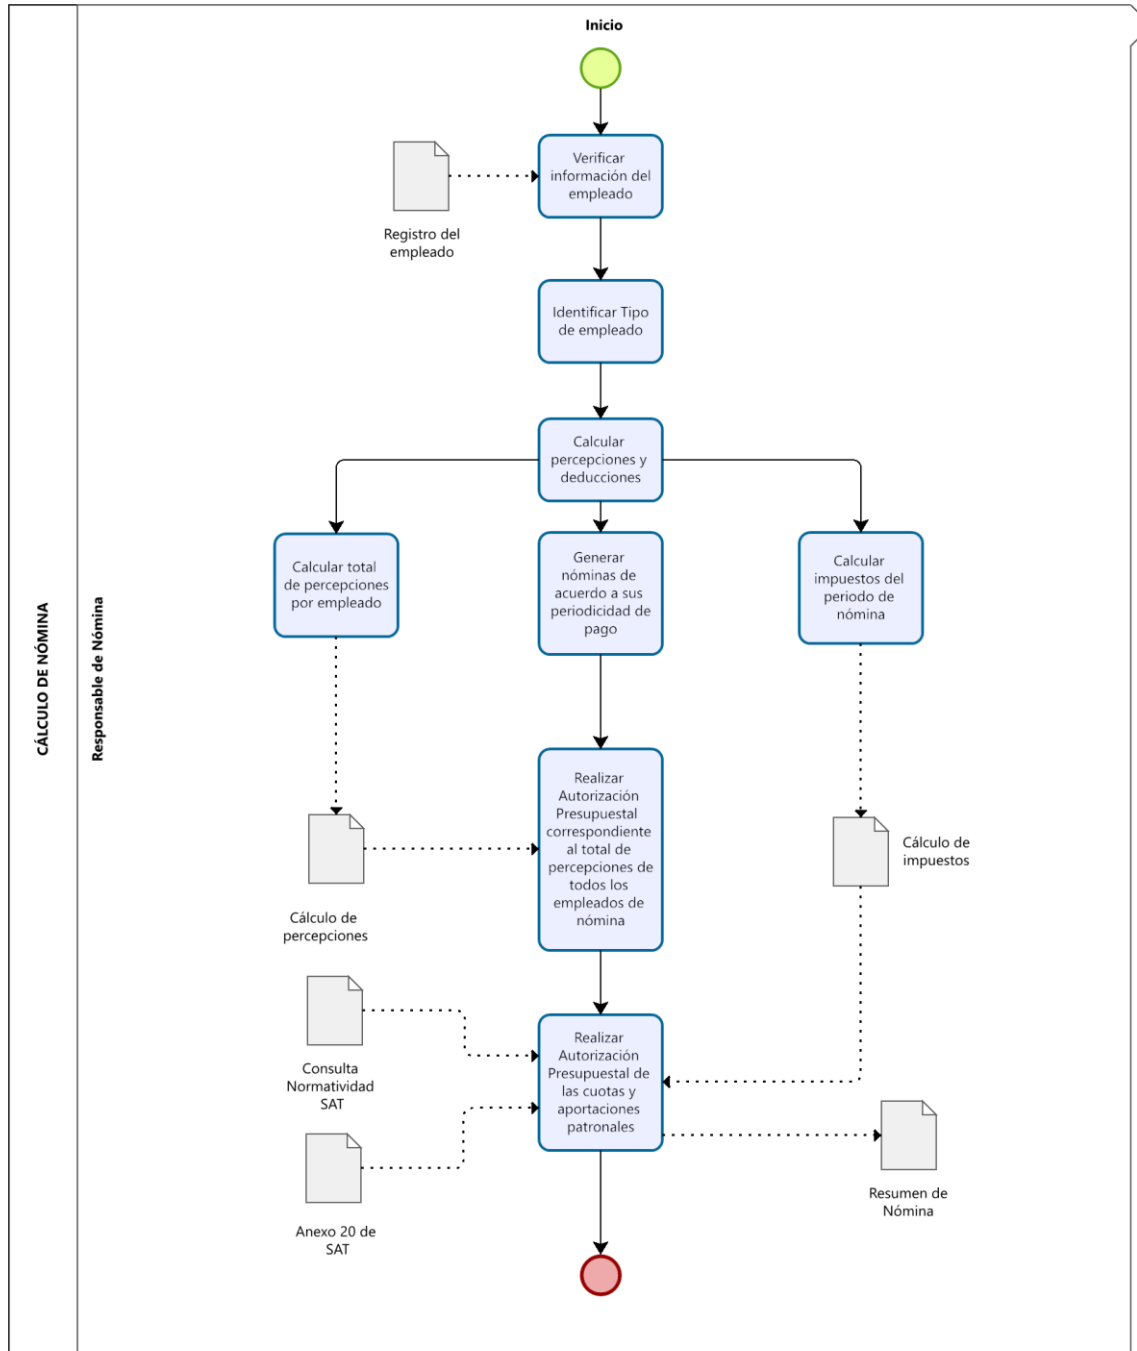 Inicio
Verificar
información del
empleado
Registro del
empleado
Identificar Tipo
de empleado
Calcular
percepciones y
deducciones
Calcular total
de percepciones
por empleado
Generar
nóminas de
acuerdo a sus
periodicidad de
pago
Calcular
impuestos del
periodo de
nómina
CÁLCULO DE NÓMINA
Responsable de Nómina
Realizar
Autorización
Presupuestal
correspondiente
al total de
percepciones de
todos los
empleados de
nómina
Cálculo de
impuestos
Cálculo de
percepciones
Realizar
Autorización
Presupuestal de
las cuotas y
aportaciones
patronales
Consulta
Normatividad
SAT
Resumen de
Nómina
Anexo 20 de
SAT